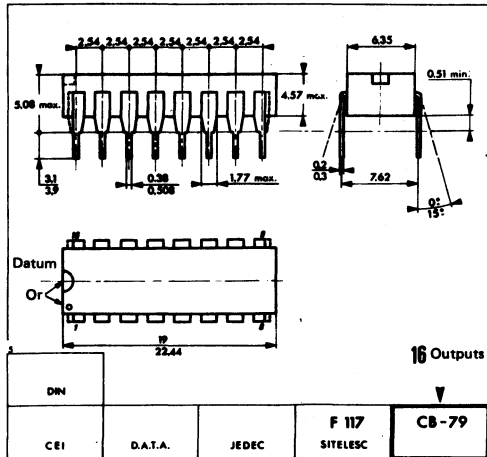 2,54 2,54 2,54 2,54 2,54 2,54 2,54
6,35
0.51 min.
5,08 max.
4,57 max.
3,1
3,9
0,38
0,508
1,77 max.
0,2
0,3
7,62
0°
15°
Datum
Or
1
8
19
22,44
16 Outputs
DIN
CEI
D.A.T.A.
JEDEC
F 117
SITELESC
CB-79